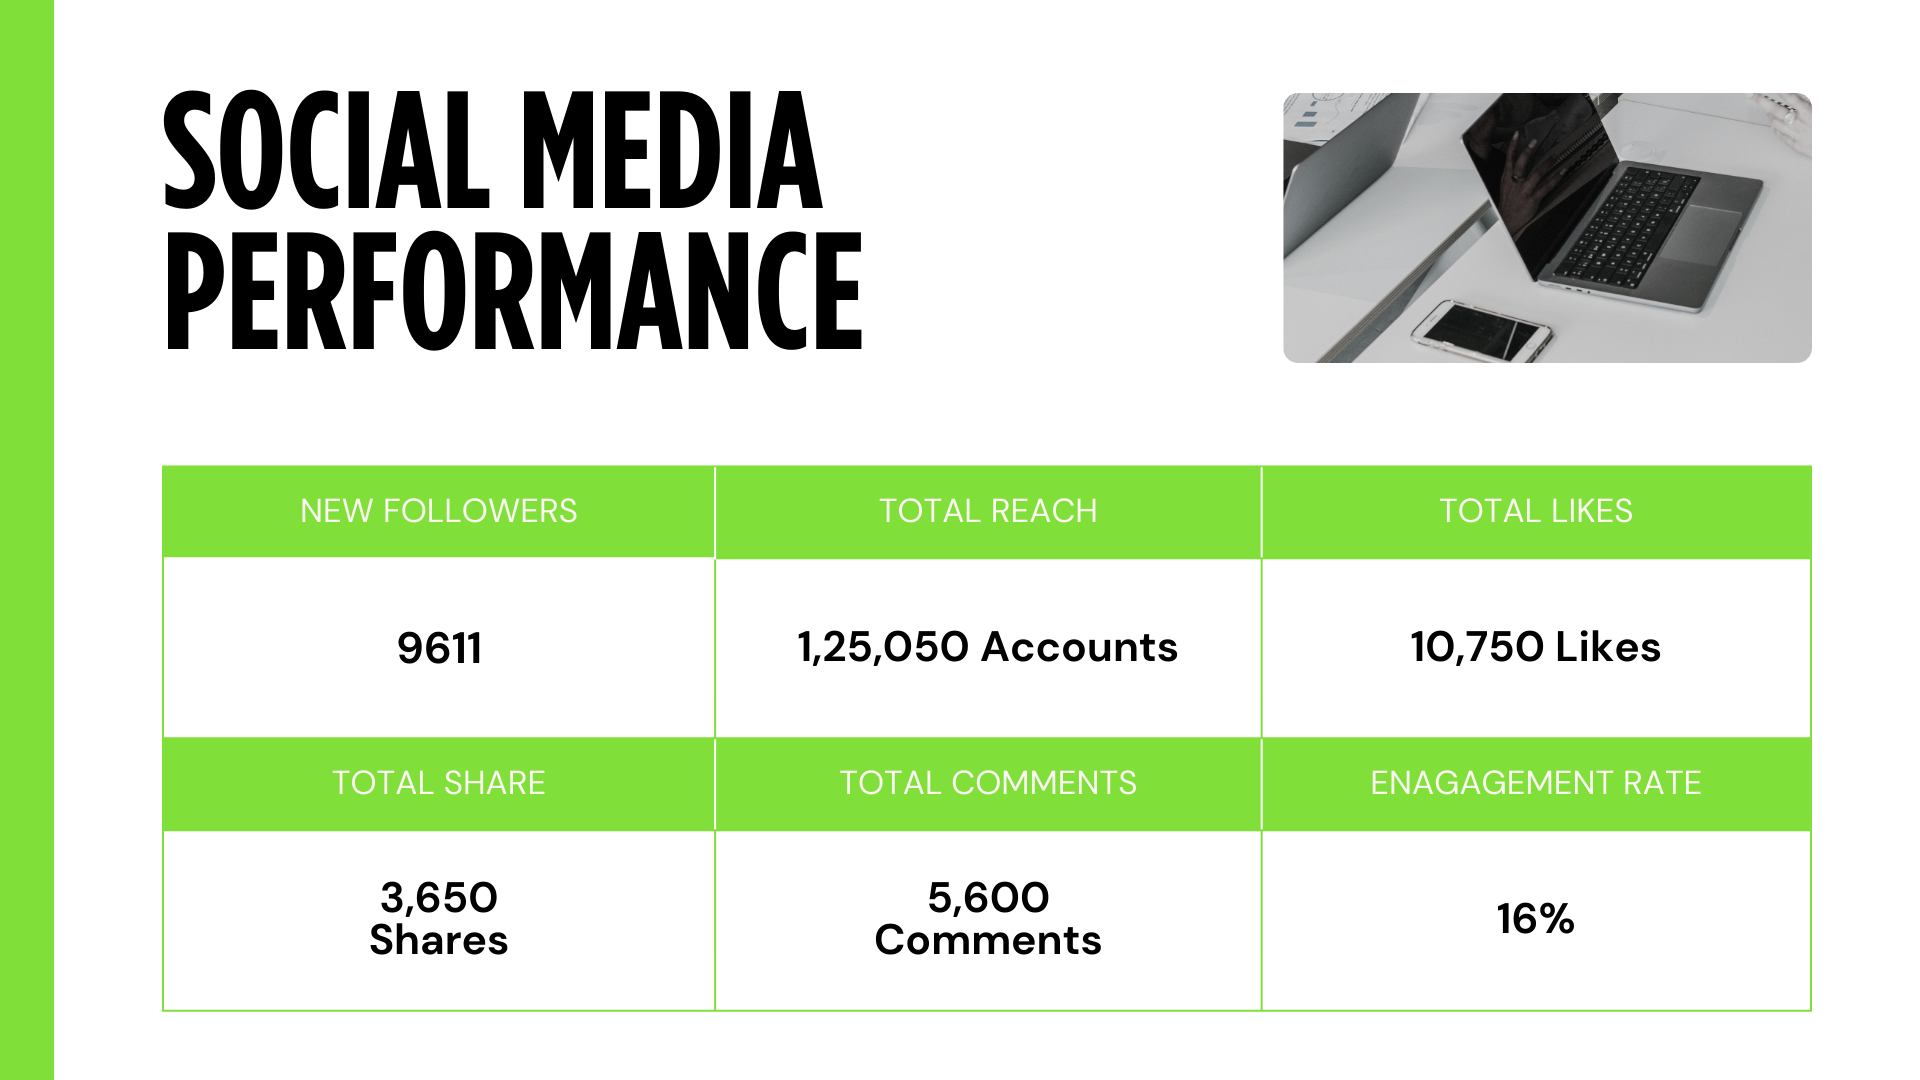 SOCIAL MEDIA
PERFORMANCE
NEW FOLLOWERS
TOTAL REACH
TOTAL LIKES
9611
1,25,050 Accounts
10,750 Likes
TOTAL SHARE
TOTAL COMMENTS
ENAGAGEMENT RATE
3,650
Shares
5,600
Comments
16%